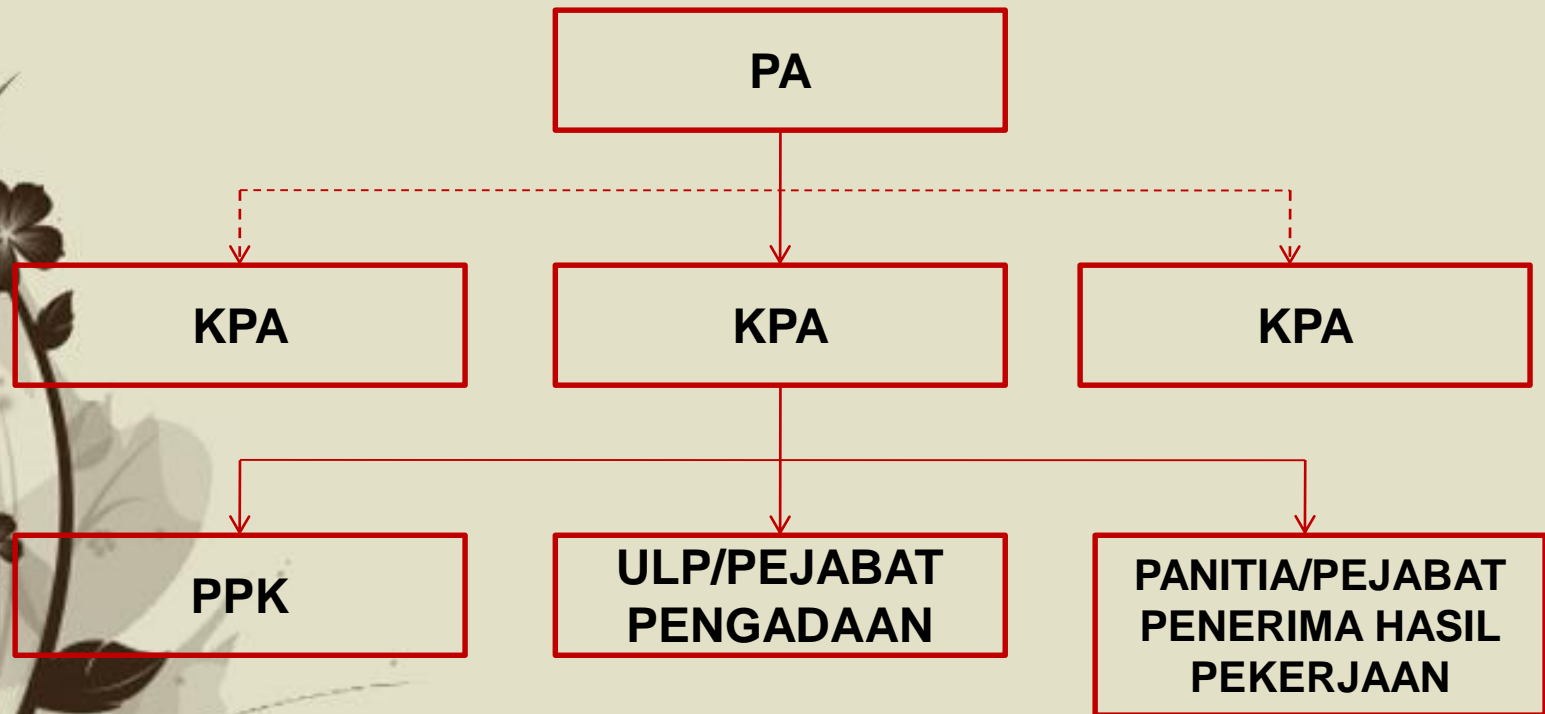 PA
KPA
KPA
KPA
PPK
ULP/PEJABAT
PENGADAAN
PANITIA/PEJABAT
PENERIMA HASIL
PEKERJAAN